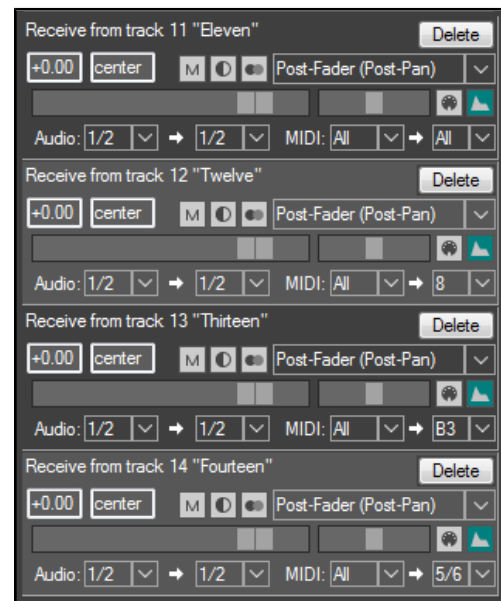 Receive from track 11 "Eleven" Delete
+0.00 center M Post-Fader (Post-Pan)
Audio: 1/2 → 1/2 MIDI: All → All
Receive from track 12 "Twelve" Delete
+0.00 center M Post-Fader (Post-Pan)
Audio: 1/2 → 1/2 MIDI: All → 8
Receive from track 13 "Thirteen" Delete
+0.00 center M Post-Fader (Post-Pan)
Audio: 1/2 → 1/2 MIDI: All → B3
Receive from track 14 "Fourteen" Delete
+0.00 center M Post-Fader (Post-Pan)
Audio: 1/2 → 1/2 MIDI: All → 5/6